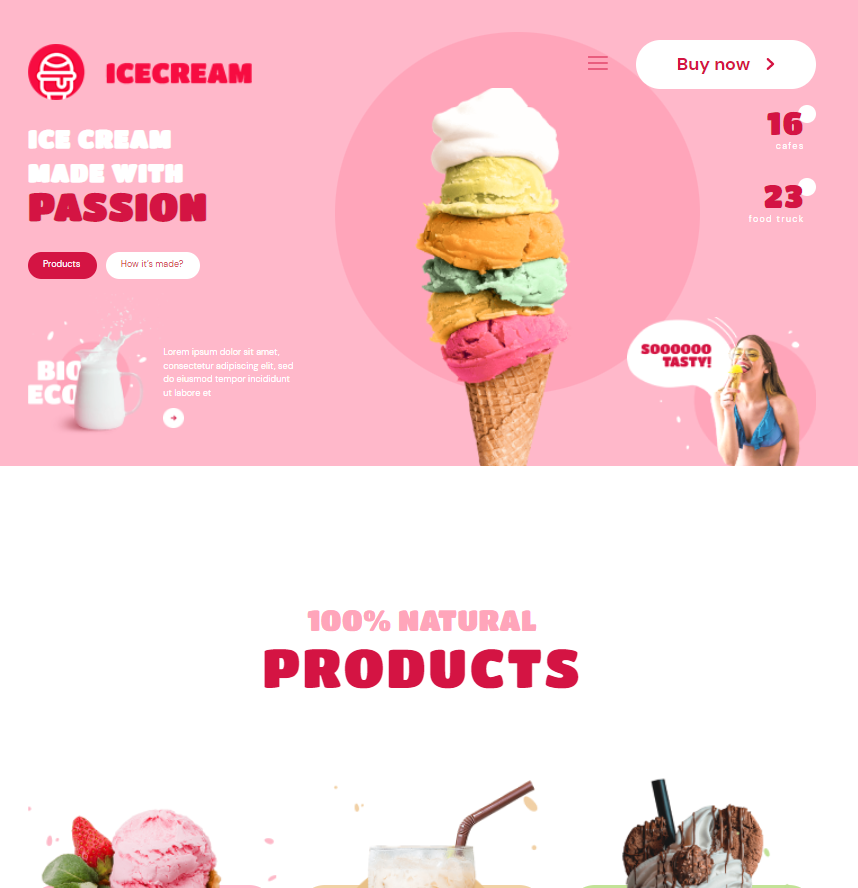 ICECREAM
Buy now
16
cafes
23
food truck
ICE CREAM
MADE WITH
PASSION
Products
How it's made?
BIO
ECO
Lorem ipsum dolor sit amet,
consectetur adipiscing elit, sed
do eiusmod tempor incididunt
ut labore et
SOOOOOO
TASTY!
100% NATURAL
PRODUCTS